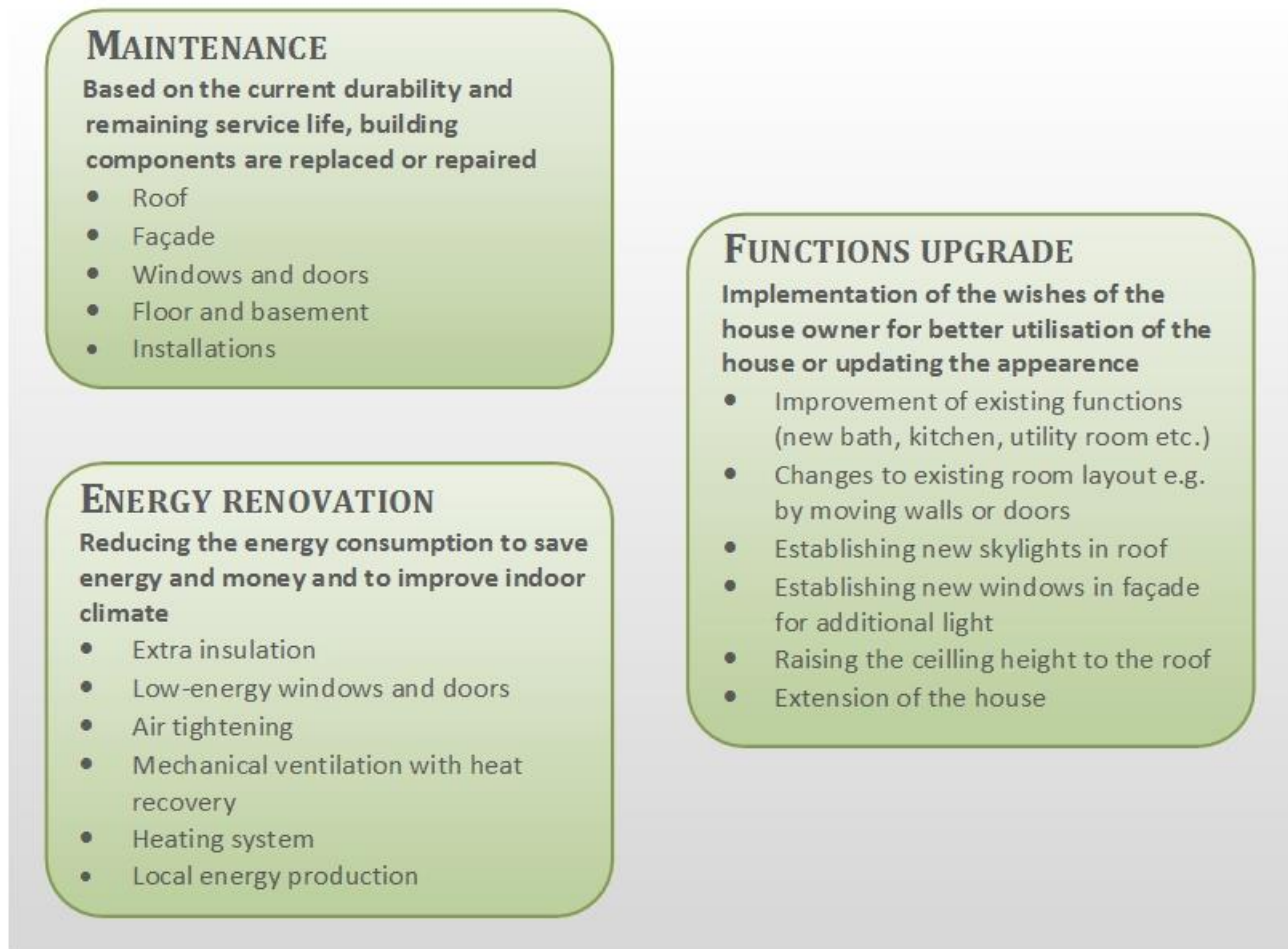 MAINTENANCE
Based on the current durability and
remaining service life, building
components are replaced or repaired
• Roof
• Façade
• Windows and doors
• Floor and basement
• Installations
ENERGY RENOVATION
Reducing the energy consumption to save
energy and money and to improve indoor
climate
• Extra insulation
• Low-energy windows and doors
• Air tightening
• Mechanical ventilation with heat
recovery
• Heating system
• Local energy production
FUNCTIONS UPGRADE
Implementation of the wishes of the
house owner for better utilisation of the
house or updating the appearence
• Improvement of existing functions
(new bath, kitchen, utility room etc.)
• Changes to existing room layout e.g.
by moving walls or doors
• Establishing new skylights in roof
• Establishing new windows in façade
for additional light
• Raising the ceilling height to the roof
• Extension of the house